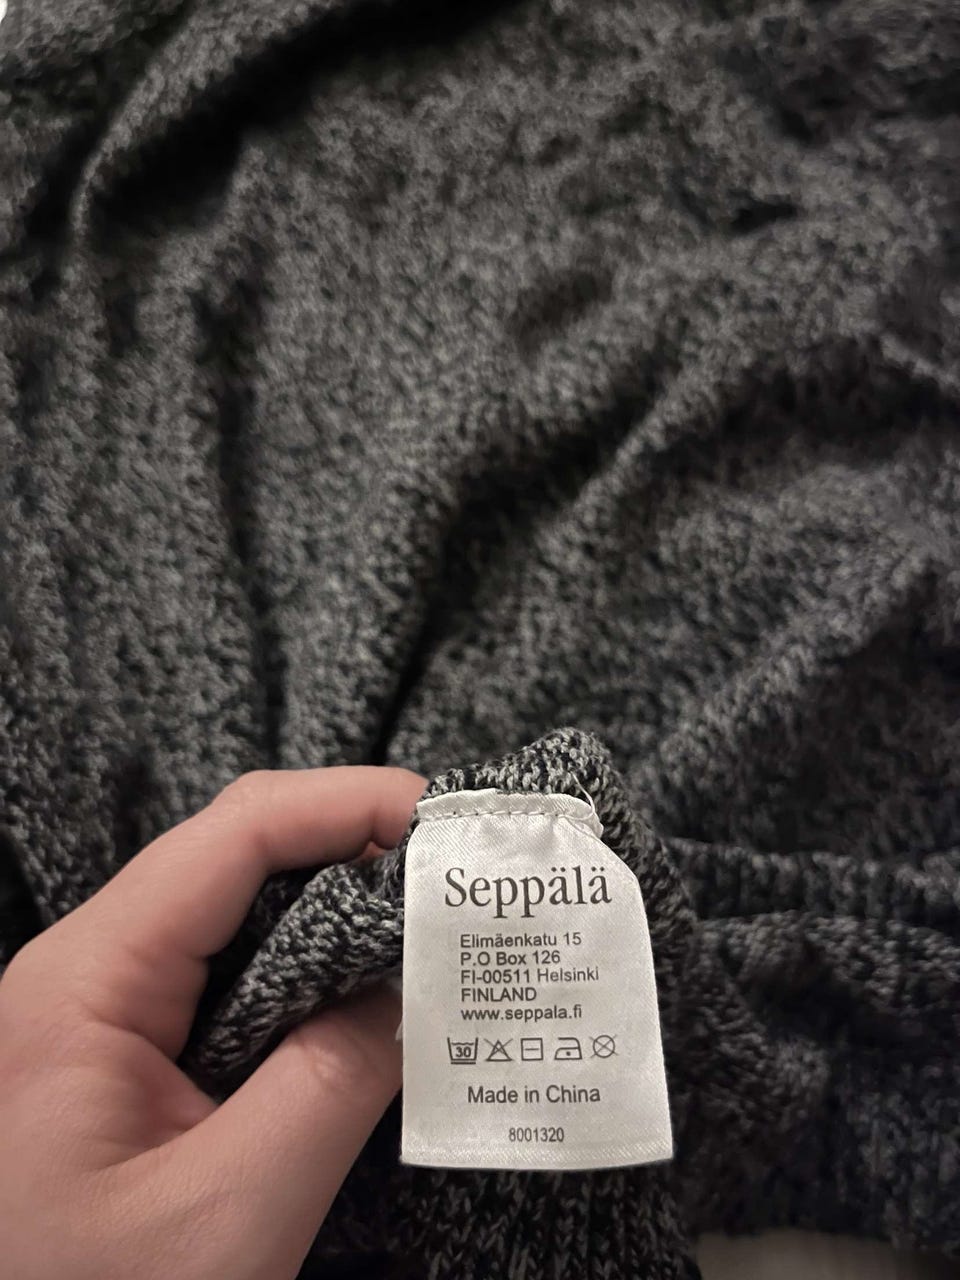 Seppälä
Elimäenkatu 15
P.O Box 126
FI-00511 Helsinki
FINLAND
www.seppala.fi
30
Made in China
8001320